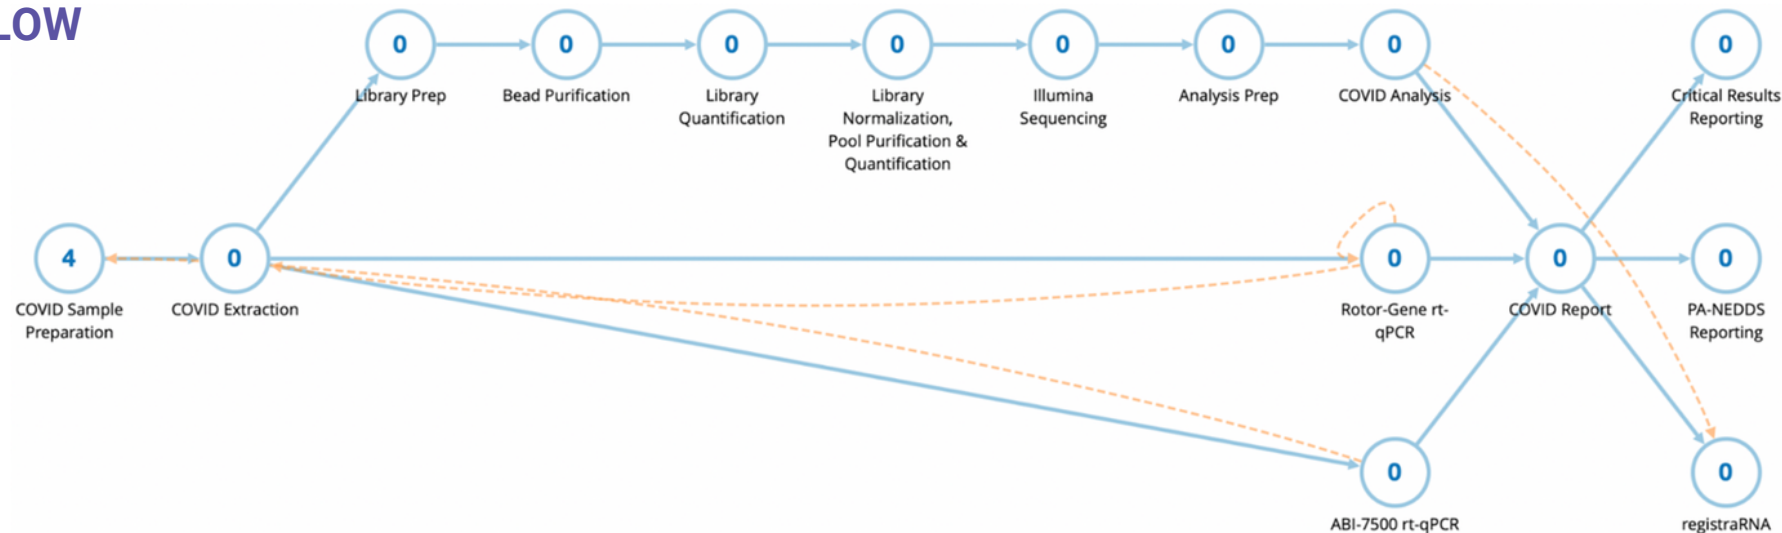 LOW
0
Library Prep
0
Bead Purification
0
Library
Quantification
0
Library
Normalization,
Pool Purification &
Quantification
0
Illumina
Sequencing
0
Analysis Prep
0
COVID Analysis
0
Critical Results
Reporting
4
COVID Sample
Preparation
0
COVID Extraction
0
Rotor-Gene rt-
qPCR
0
COVID Report
0
PA-NEDDS
Reporting
0
ABI-7500 rt-qPCR
0
registraRNA